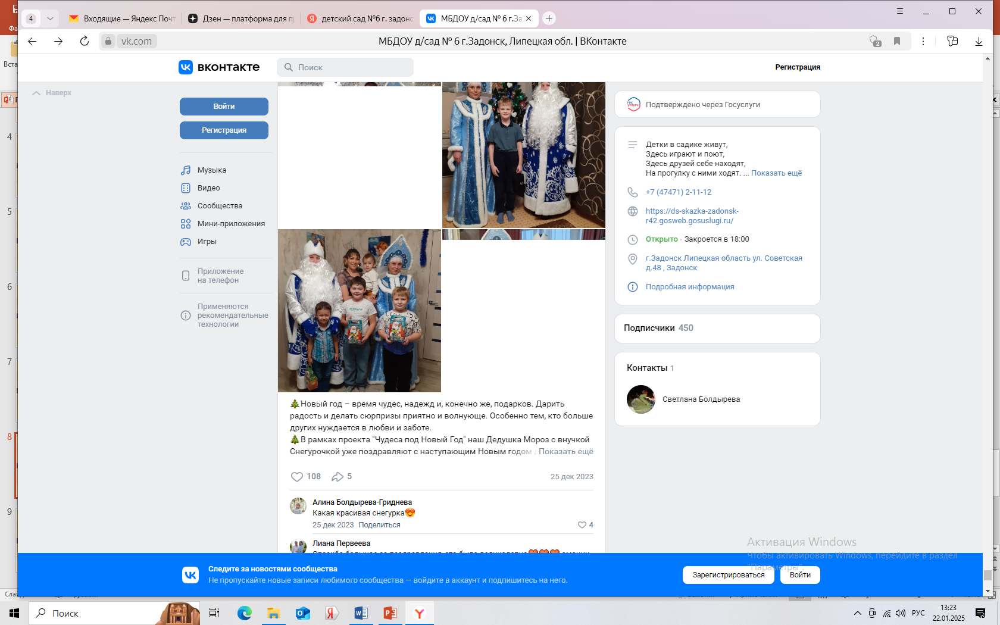 4
Входящие — Яндекс Почт
Дзен — платформа для п
детский сад №6 г. задонс
МБДОУ д/сад № 6 г.За
vk.com
МБДОУ д/сад № 6 г.Задонск, Липецкая обл. | ВКонтакте
2
вконтакте
Поиск
Регистрация
Наверх
Войти
Регистрация
Музыка
Видео
Сообщества
Мини-приложения
Игры
Приложение
на телефон
Применяются
рекомендательные
технологии
🎄Новый год – время чудес, надежд и, конечно же, подарков. Дарить
радость и делать сюрпризы приятно и волнующе. Особенно тем, кто больше
других нуждается в любви и заботе.
🎄В рамках проекта "Чудеса под Новый Год" наш Дедушка Мороз с внучкой
Снегурочкой уже поздравляют с наступающим Новым годом Показать ещё
108
5
25 дек 2023
Алина Болдырева-Гриднева
Какая красивая снегурка😍
25 дек 2023 Поделиться
4
Лиана Первеева
Подтверждено через Госуслуги
Детки в садике живут,
Здесь играют и поют,
Здесь друзей себе находят,
На прогулку с ними ходят. ... Показать ещё
+7 (47471) 2-11-12
https://ds-skazka-zadonsk-
r42.gosweb.gosuslugi.ru/
Открыто · Закроется в 18:00
г.Задонск Липецкая область ул. Советская
д.48 , Задонск
Подробная информация
Подписчики 450
Контакты 1
Светлана Болдырева
Активация Windows
Чтобы активировать Windows, перейдите в раздел
"Параметры".
Следите за новостями сообщества
Не пропускайте новые записи любимого сообщества — войдите в аккаунт и подпишитесь на него.
Зарегистрироваться
Войти
4
5
6
7
8
9
Поиск
РУС
13:23
22.01.2025